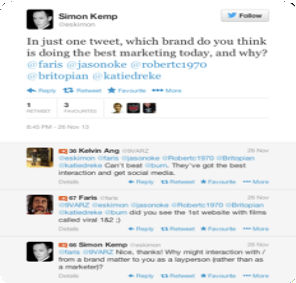 Simon Kemp
@eskimon
Follow
In just one tweet, which brand do you think
is doing the best marketing today, and why?
@faris @jasonoke @robertc1970
@britopian @katiedreke
Reply Retweet Favourite More
1
RETWEET
3
FAVOURITES
8:45 PM - 26 Nov 13
36 Kelvin Ang @9VARZ 26 Nov
@eskimon @faris @jasonoke @Robertc1970 @Britopian
@katiedreke Can't beat @burn. They've got the best
interaction and get social media.
Details Reply Retweet Favourite More
67 Faris @faris 26 Nov
@9VARZ @eskimon @jasonoke @Robertc1970 @Britopian
@katiedreke @burn did you see the 1st website with films
called viral 1&2 :)
Details Reply Retweet Favourite More
66 Simon Kemp @eskimon 26 Nov
@faris @9VARZ Nice, thanks! Why might interaction with /
from a brand matter to you as a layperson (rather than as
a marketer)?
Details Reply Retweet Favourite More